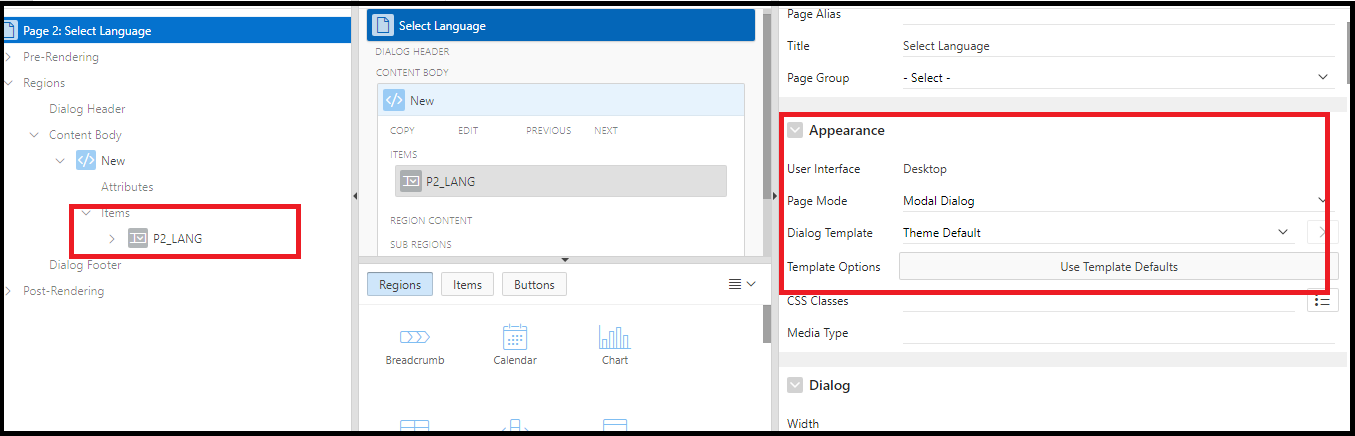 Page 2: Select Language
Pre-Rendering
Regions
Dialog Header
Content Body
New
Attributes
Items
P2_LANG
Dialog Footer
Post-Rendering
Select Language
DIALOG HEADER
CONTENT BODY
New
COPY EDIT PREVIOUS NEXT
ITEMS
P2_LANG
REGION CONTENT
SUB REGIONS
Regions Items Buttons
Breadcrumb Calendar Chart
Page Alias
Title Select Language
Page Group - Select -
Appearance
User Interface Desktop
Page Mode Modal Dialog
Dialog Template Theme Default
Template Options Use Template Defaults
CSS Classes
Media Type
Dialog
Width